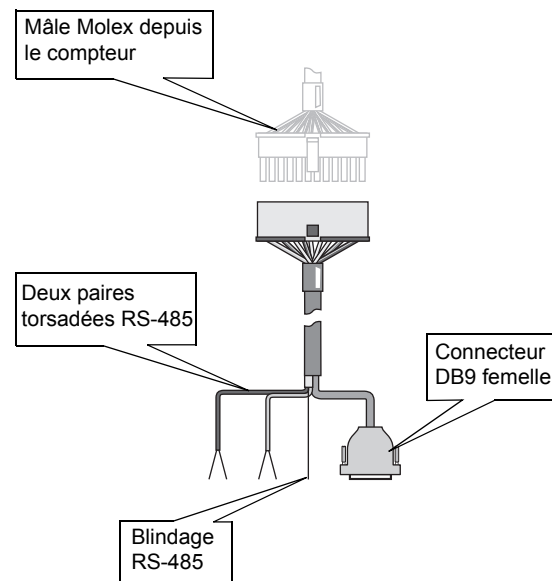 Mâle Molex depuis
le compteur
Deux paires
torsadées RS-485
Connecteur
DB9 femelle
Blindage
RS-485